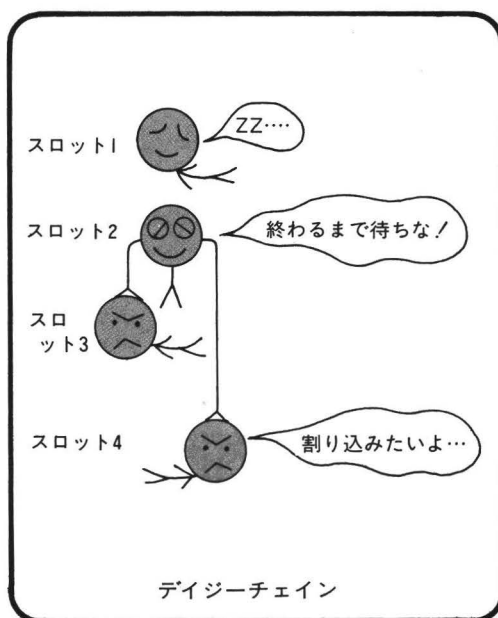 スロット1
ZZ‥‥
スロット2
終わるまで待ちな!
スロ
ット3
スロット4
割り込みたいよ…
デイジーチェイン